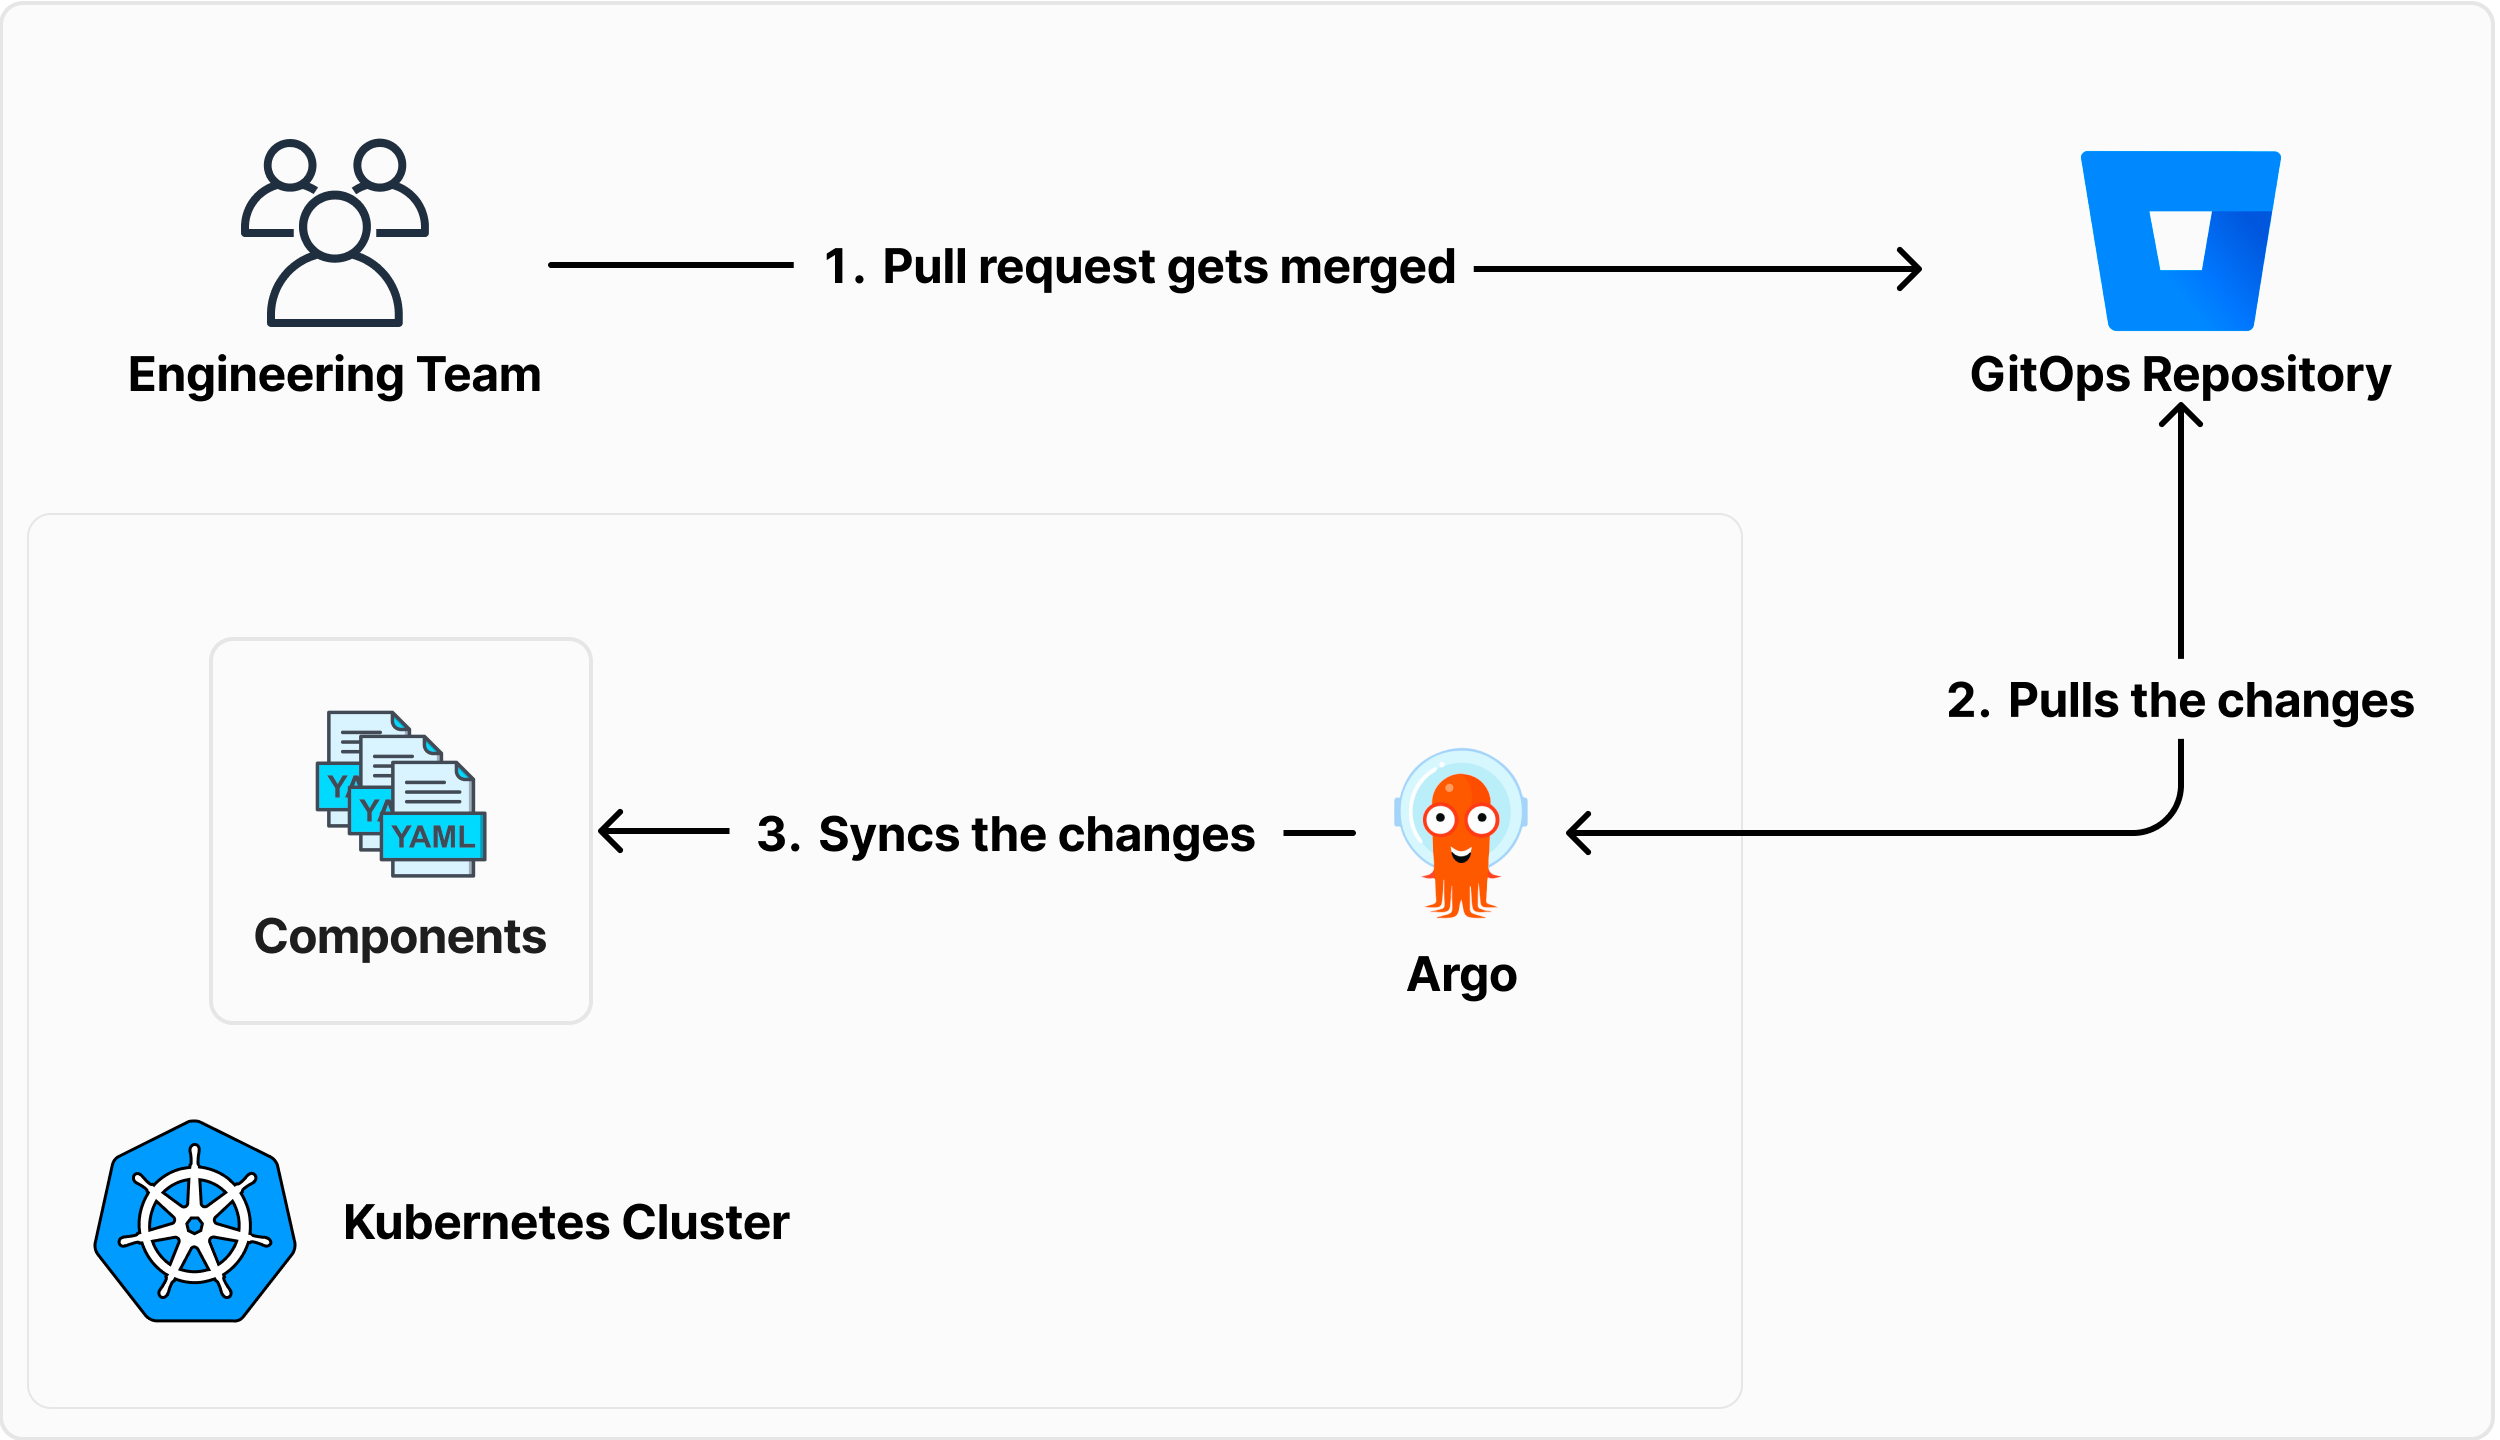 1. Pull request gets merged
Engineering Team
GitOps Repository
2. Pulls the changes
YA
YA
YAML
3. Syncs the changes
Components
Argo
Kubernetes Cluster